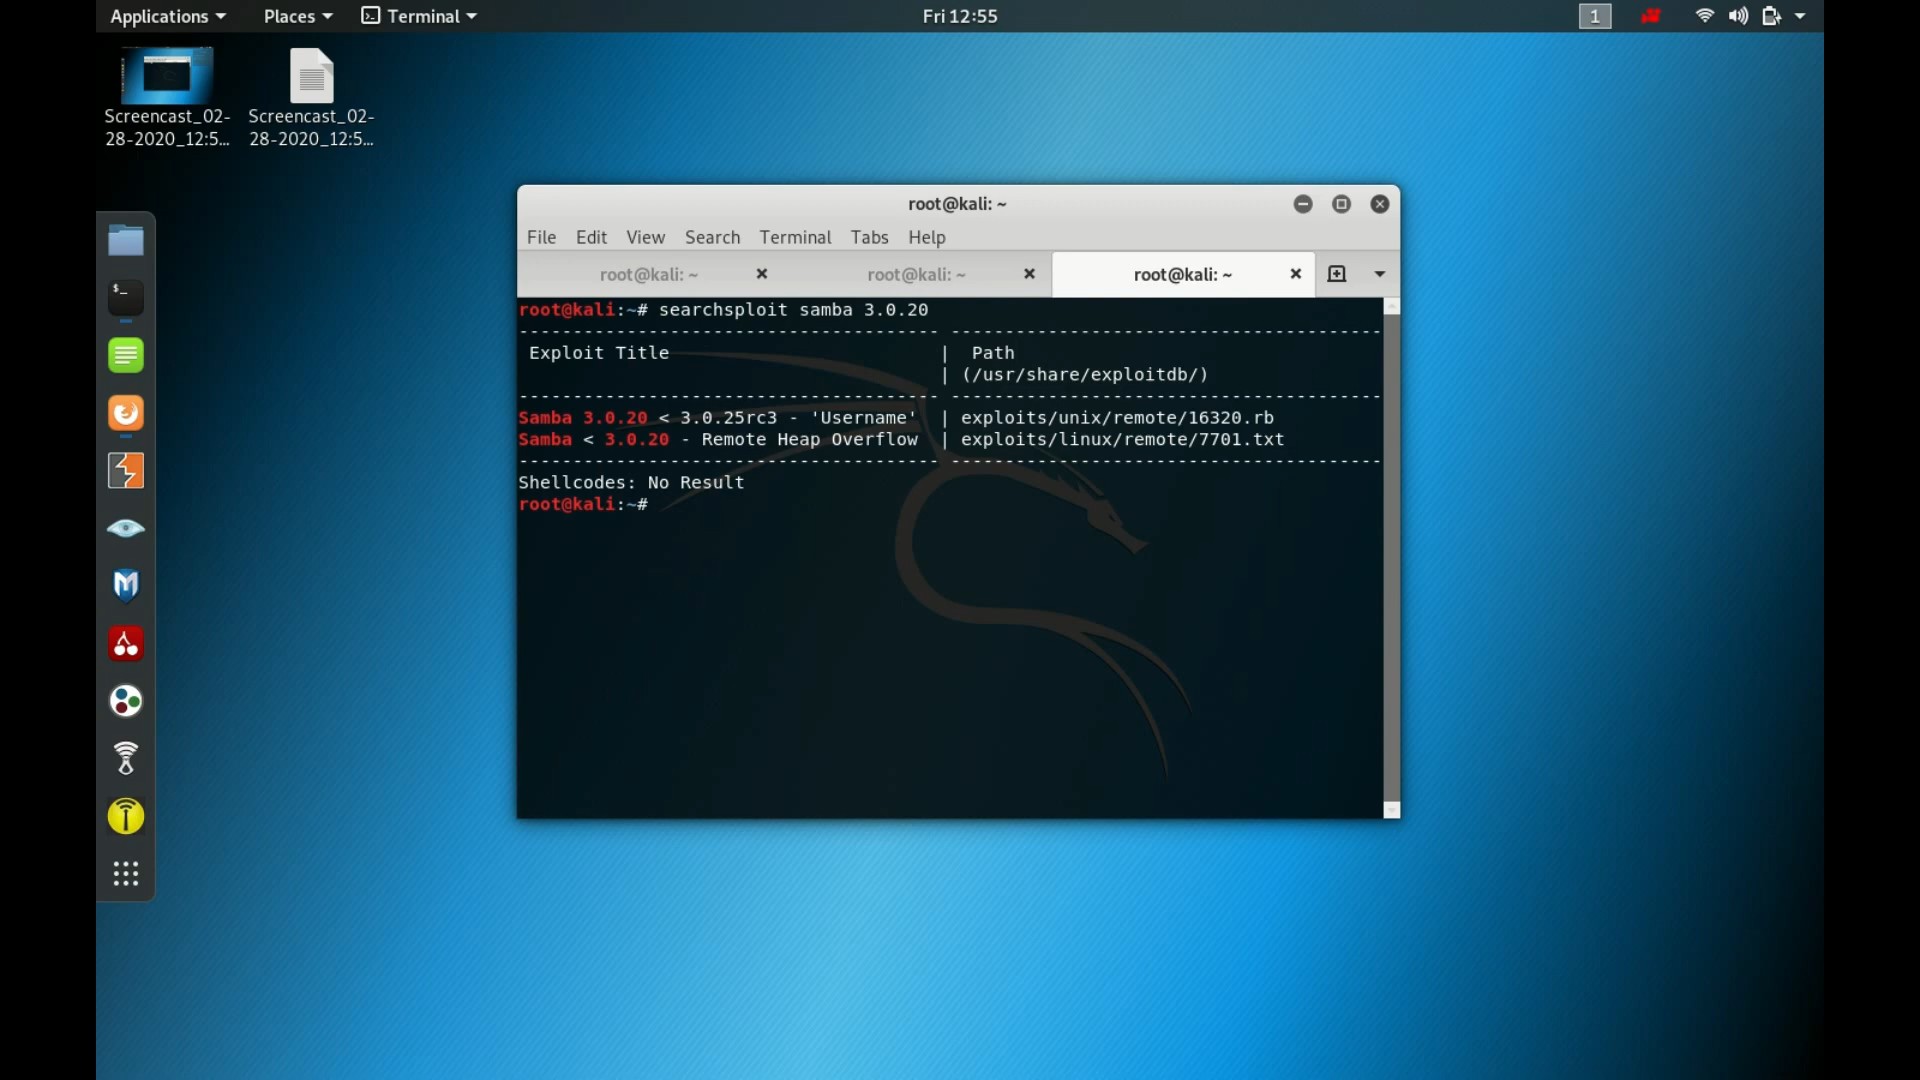 Applications Places Terminal Fri 12:55 1
Screencast_02-28-2020_12:5...
Screencast_02-28-2020_12:5...
root@kali: ~
File Edit View Search Terminal Tabs Help
root@kali: ~ root@kali: ~ root@kali: ~
root@kali:~# searchsploit samba 3.0.20
---------------------------------------- ----------------------------------------
Exploit Title | Path
| (/usr/share/exploitdb/)
---------------------------------------- ----------------------------------------
Samba 3.0.20 < 3.0.25rc3 - 'Username' | exploits/unix/remote/16320.rb
Samba < 3.0.20 - Remote Heap Overflow | exploits/linux/remote/7701.txt
---------------------------------------- ----------------------------------------
Shellcodes: No Result
root@kali:~#